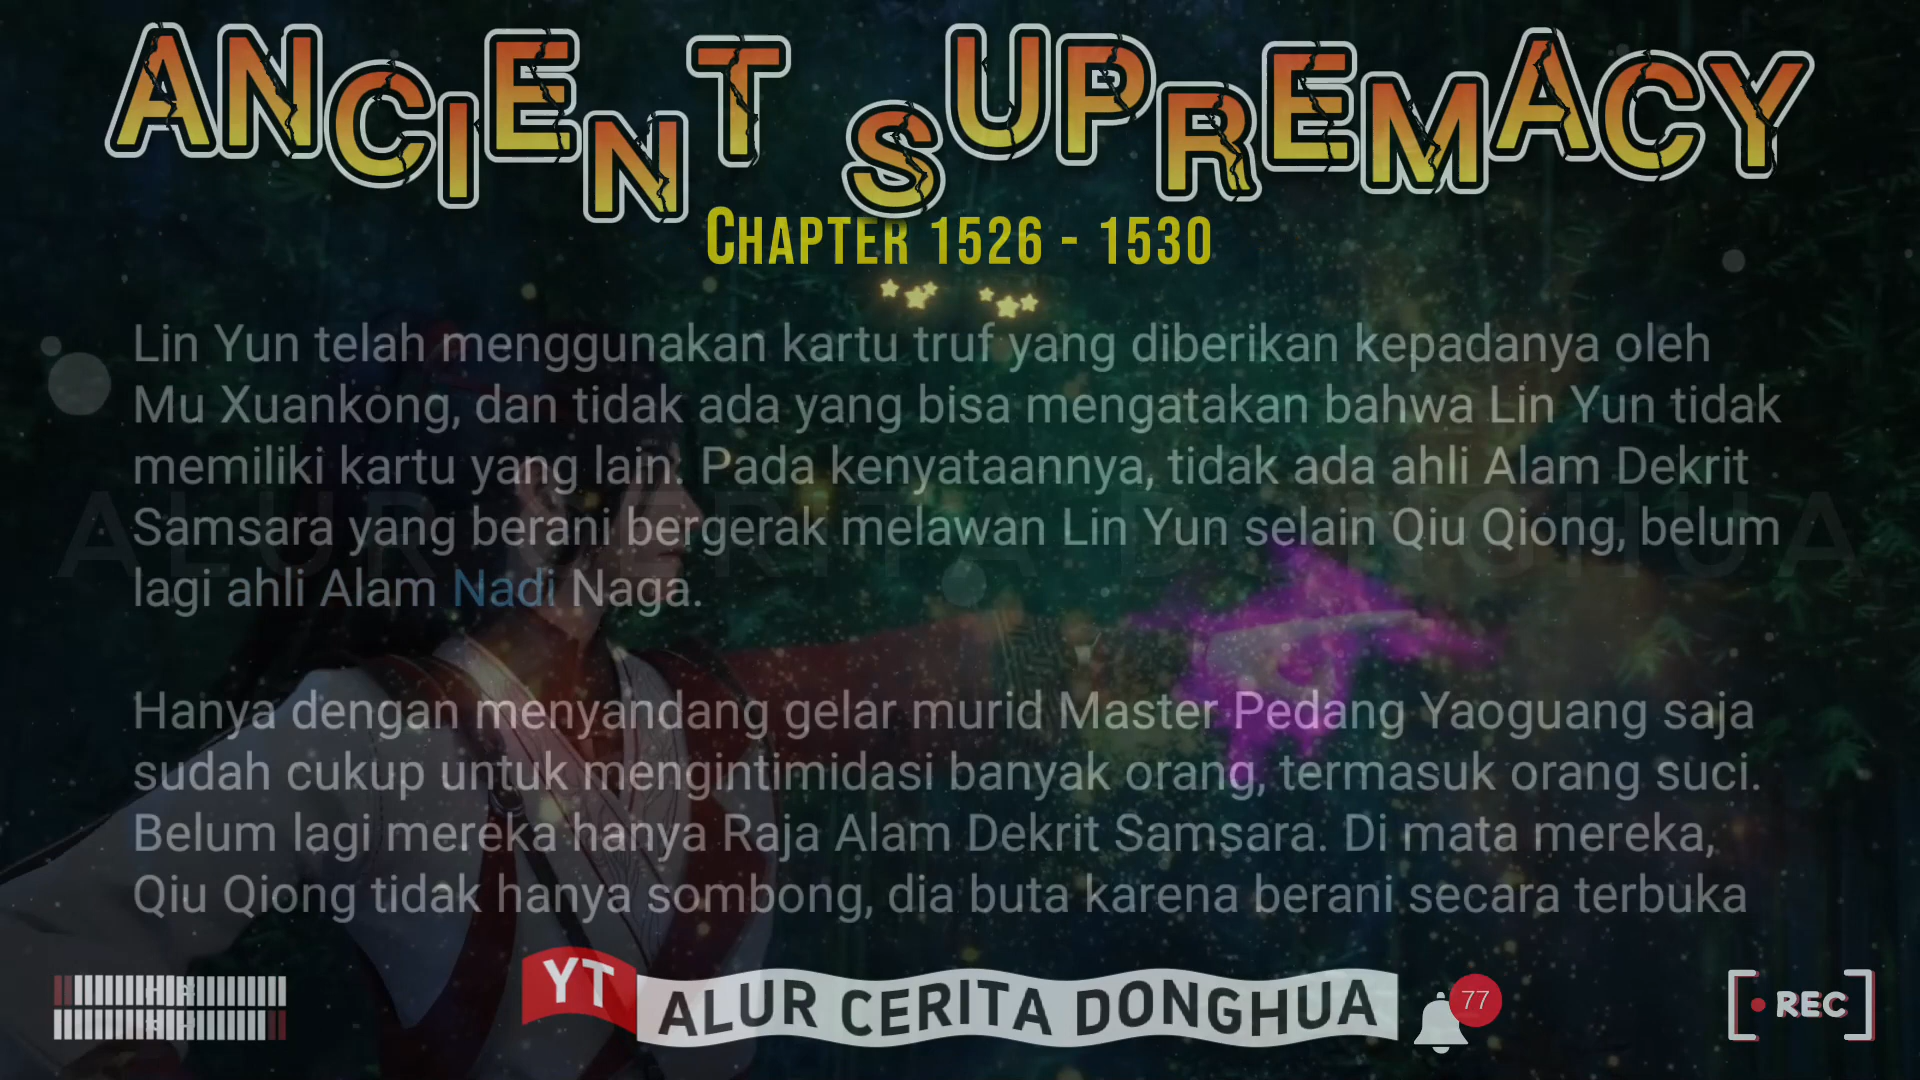 ANCIENT SUPREMACY
CHAPTER 1526 - 1530
Lin Yun telah menggunakan kartu truf yang diberikan kepadanya oleh
Mu Xuankong, dan tidak ada yang bisa mengatakan bahwa Lin Yun tidak
memiliki kartu yang lain. Pada kenyataannya, tidak ada ahli Alam Dekrit
Samsara yang berani bergerak melawan Lin Yun selain Qiu Qiong, belum
lagi ahli Alam Nadi Naga.
ALUR CERITA DONGHUA
Hanya dengan menyandang gelar murid Master Pedang Yaoguang saja
sudah cukup untuk mengintimidasi banyak orang, termasuk orang suci.
Belum lagi mereka hanya Raja Alam Dekrit Samsara. Di mata mereka,
Qiu Qiong tidak hanya sombong, dia buta karena berani secara terbuka
YT ALUR CERITA DONGHUA
77
REC